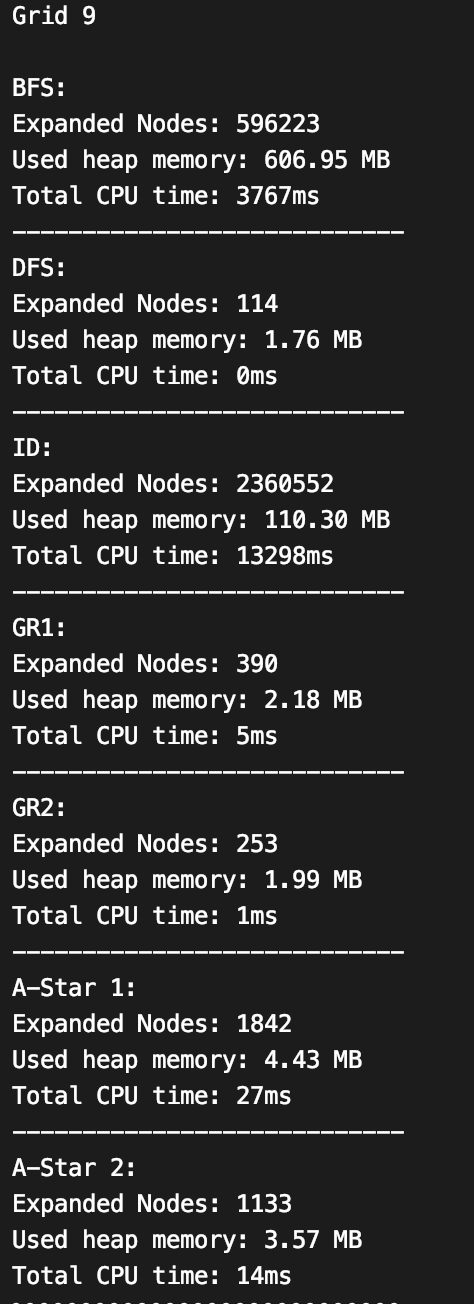 Grid 9
BFS:
Expanded Nodes: 596223
Used heap memory: 606.95 MB
Total CPU time: 3767ms
----------------------------
DFS:
Expanded Nodes: 114
Used heap memory: 1.76 MB
Total CPU time: 0ms
----------------------------
ID:
Expanded Nodes: 2360552
Used heap memory: 110.30 MB
Total CPU time: 13298ms
----------------------------
GR1:
Expanded Nodes: 390
Used heap memory: 2.18 MB
Total CPU time: 5ms
----------------------------
GR2:
Expanded Nodes: 253
Used heap memory: 1.99 MB
Total CPU time: 1ms
----------------------------
A-Star 1:
Expanded Nodes: 1842
Used heap memory: 4.43 MB
Total CPU time: 27ms
----------------------------
A-Star 2:
Expanded Nodes: 1133
Used heap memory: 3.57 MB
Total CPU time: 14ms